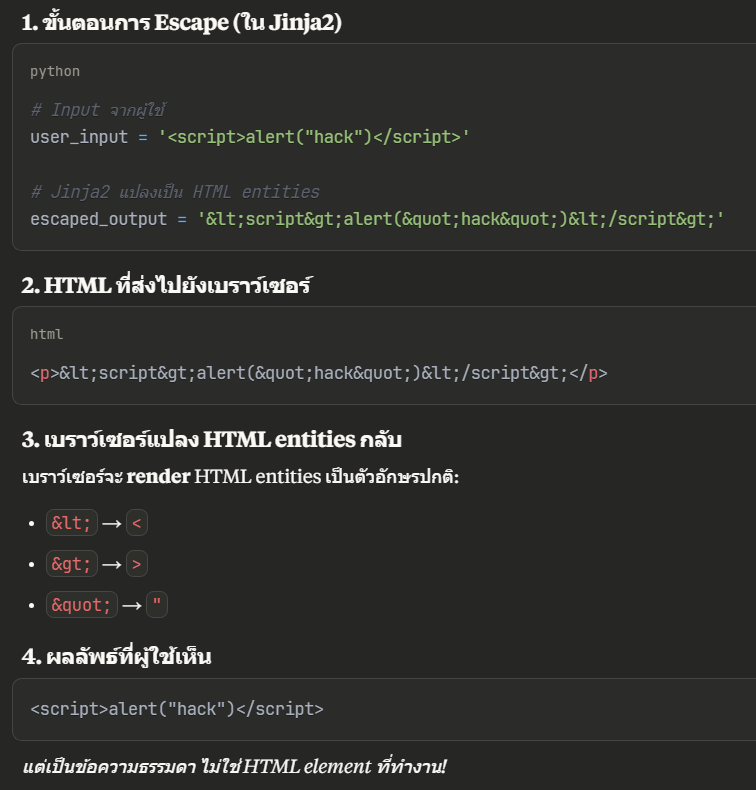 1. ขั้นตอนการ Escape (ใน Jinja2)
python
# Input จากผู้ใช้
user_input = '<script>alert("hack")</script>'
# Jinja2 แปลงเป็น HTML entities
escaped_output = '&lt;script&gt;alert(&quot;hack&quot;)&lt;/script&gt;'
2. HTML ที่ส่งไปยังเบราว์เซอร์
html
<p>&lt;script&gt;alert(&quot;hack&quot;)&lt;/script&gt;</p>
3. เบราว์เซอร์แปลง HTML entities กลับ
เบราว์เซอร์จะ render HTML entities เป็นตัวอักษรปกติ:
• &lt; → <
• &gt; → >
• &quot; → "
4. ผลลัพธ์ที่ผู้ใช้เห็น
<script>alert("hack")</script>
แต่เป็นข้อความธรรมดา ไม่ใช่ HTML element ที่ทำงาน!